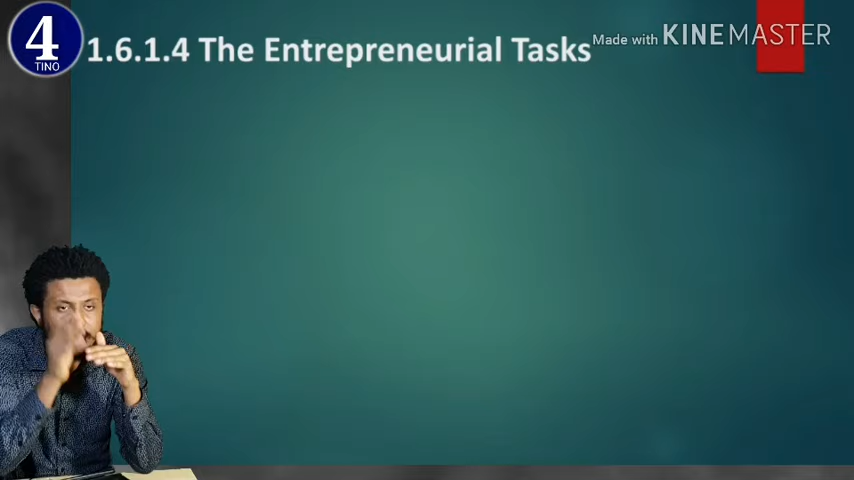 4
TINO
1.6.1.4 The Entrepreneurial Tasks
Made with KINEMASTER